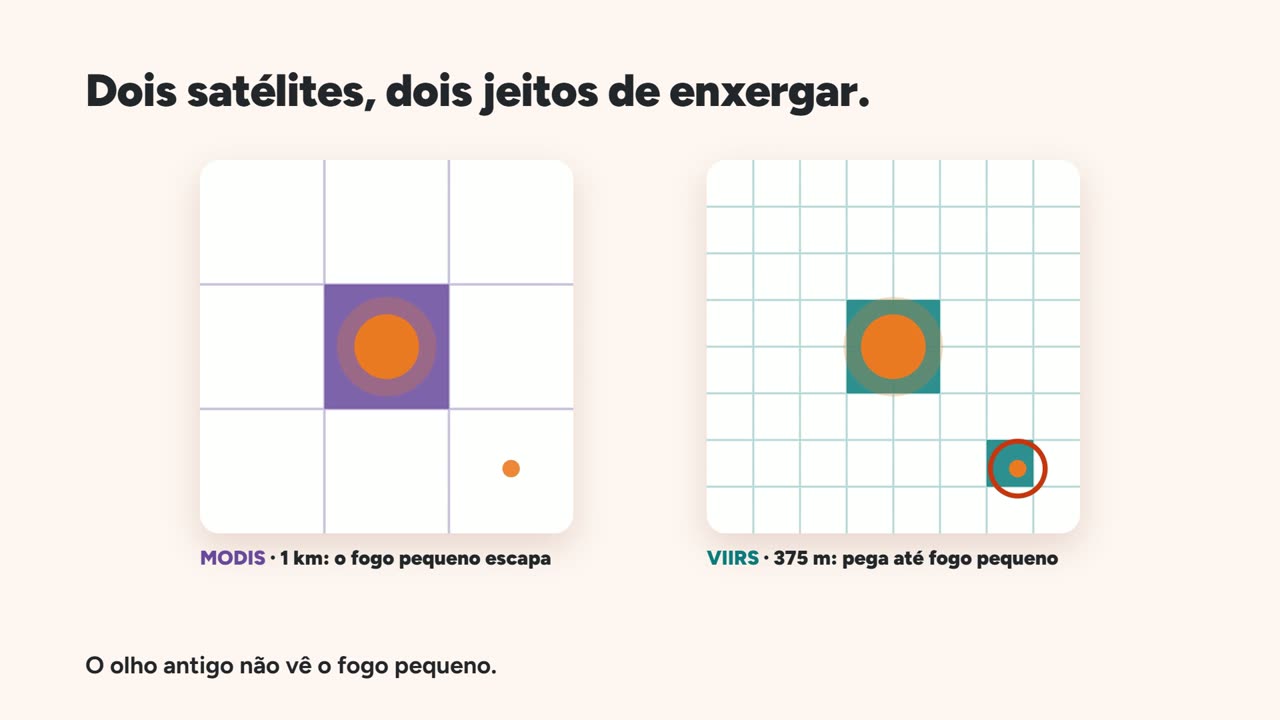 Dois satélites, dois jeitos de enxergar.
MODIS · 1 km: o fogo pequeno escapa
VIIRS · 375 m: pega até fogo pequeno
O olho antigo não vê o fogo pequeno.